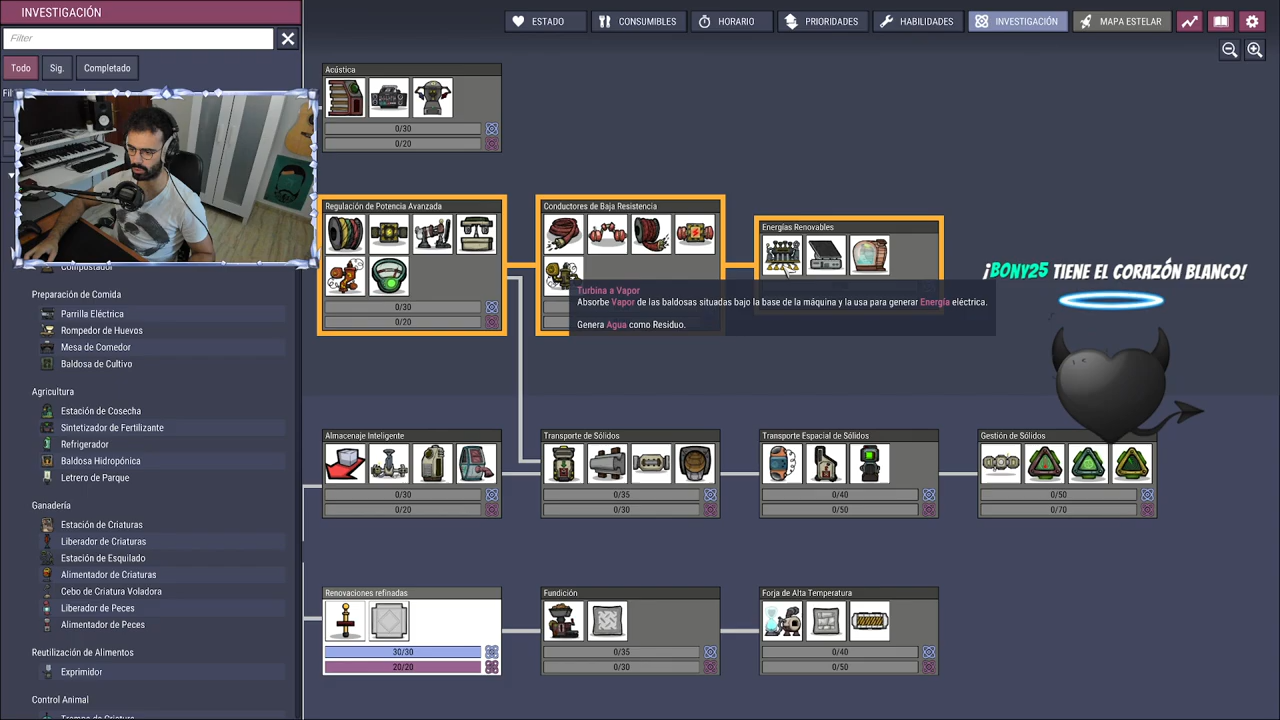 INVESTIGACIÓN
ESTADO
CONSUMIBLES
HORARIO
PRIORIDADES
HABILIDADES
INVESTIGACIÓN
MAPA ESTELAR
Filter
Todo
Sig.
Completado
Acústica
0/30
0/20
Regulación de Potencia Avanzada
0/30
0/20
Conductores de Baja Resistencia
Energías Renovables
Turbina a Vapor
Absorbe Vapor de las baldosas situadas bajo la base de la máquina y la usa para generar Energía eléctrica.
Genera Agua como Residuo.
¡BONY25 TIENE EL CORAZÓN BLANCO!
Compostador
Preparación de Comida
Parrilla Eléctrica
Rompedor de Huevos
Mesa de Comedor
Baldosa de Cultivo
Agricultura
Estación de Cosecha
Sintetizador de Fertilizante
Refrigerador
Baldosa Hidropónica
Letrero de Parque
Ganadería
Estación de Criaturas
Liberador de Criaturas
Estación de Esquilado
Alimentador de Criaturas
Cebo de Criatura Voladora
Liberador de Peces
Alimentador de Peces
Reutilización de Alimentos
Exprimidor
Control Animal
Trampa de Criatura
Almacenaje Inteligente
0/30
0/20
Transporte de Sólidos
0/35
0/30
Transporte Espacial de Sólidos
0/40
0/50
Gestión de Sólidos
0/50
0/70
Renovaciones refinadas
30/30
20/20
Fundición
0/35
0/30
Forja de Alta Temperatura
0/40
0/50